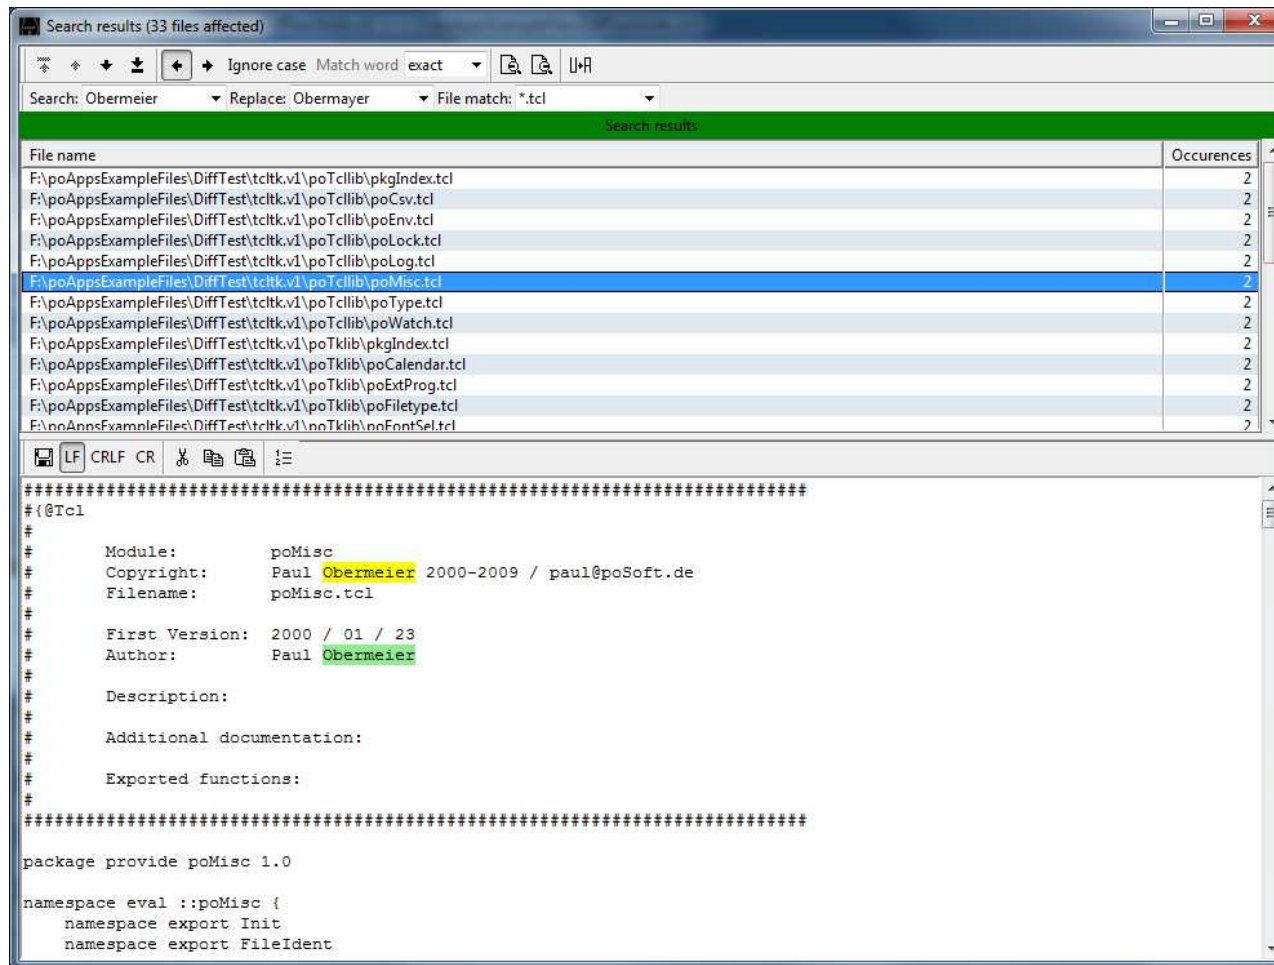 Search results (33 files affected)
Ignore case Match word exact
Search: Obermeier Replace: Obermayer File match: *.tcl
Search results
File name Occurences
F:\poAppsExampleFiles\DiffTest\tcltk.v1\poTcllib\pkgIndex.tcl 2
F:\poAppsExampleFiles\DiffTest\tcltk.v1\poTcllib\poCsv.tcl 2
F:\poAppsExampleFiles\DiffTest\tcltk.v1\poTcllib\poEnv.tcl 2
F:\poAppsExampleFiles\DiffTest\tcltk.v1\poTcllib\poLock.tcl 2
F:\poAppsExampleFiles\DiffTest\tcltk.v1\poTcllib\poLog.tcl 2
F:\poAppsExampleFiles\DiffTest\tcltk.v1\poTcllib\poMisc.tcl 2
F:\poAppsExampleFiles\DiffTest\tcltk.v1\poTcllib\poType.tcl 2
F:\poAppsExampleFiles\DiffTest\tcltk.v1\poTcllib\poWatch.tcl 2
F:\poAppsExampleFiles\DiffTest\tcltk.v1\poTklib\pkgIndex.tcl 2
F:\poAppsExampleFiles\DiffTest\tcltk.v1\poTklib\poCalendar.tcl 2
F:\poAppsExampleFiles\DiffTest\tcltk.v1\poTklib\poExtProg.tcl 2
F:\poAppsExampleFiles\DiffTest\tcltk.v1\poTklib\poFiletype.tcl 2
F:\poAppsExampleFiles\DiffTest\tcltk.v1\poTklib\poFontSel.tcl 2
LF CRLF CR
############################################################################
#{@Tcl
#
#       Module:         poMisc
#       Copyright:      Paul Obermeier 2000-2009 / paul@poSoft.de
#       Filename:       poMisc.tcl
#
#       First Version:  2000 / 01 / 23
#       Author:         Paul Obermeier
#
#       Description:
#
#       Additional documentation:
#
#       Exported functions:
#
############################################################################
package provide poMisc 1.0
namespace eval ::poMisc {
    namespace export Init
    namespace export FileIdent